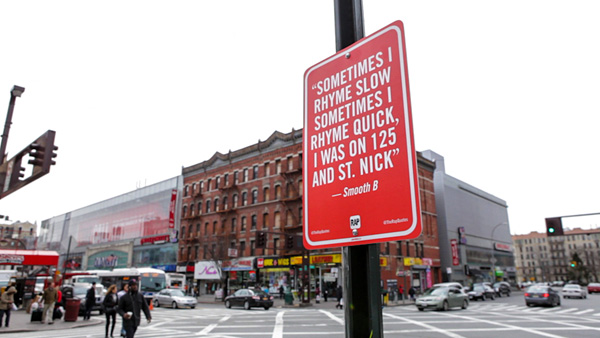 “SOMETIMES I
RHYME SLOW
SOMETIMES I
RHYME QUICK,
I WAS ON 125
AND ST. NICK”
— Smooth B
RAP